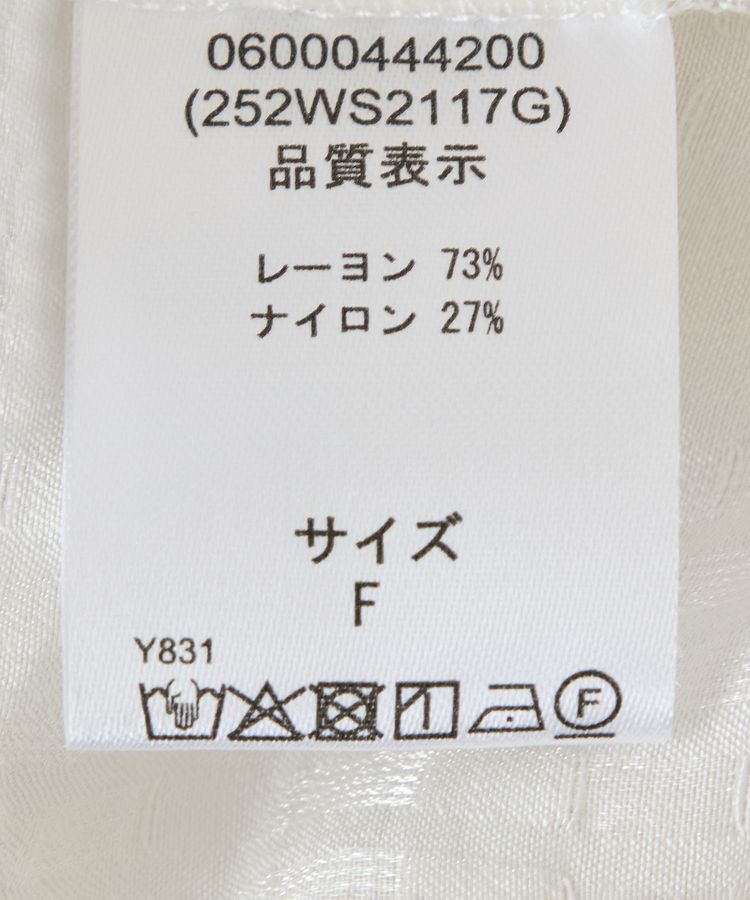 06000444200
(252WS2117G)
品質表示
レーヨン 73%
ナイロン 27%
サイズ
F
Y831
F